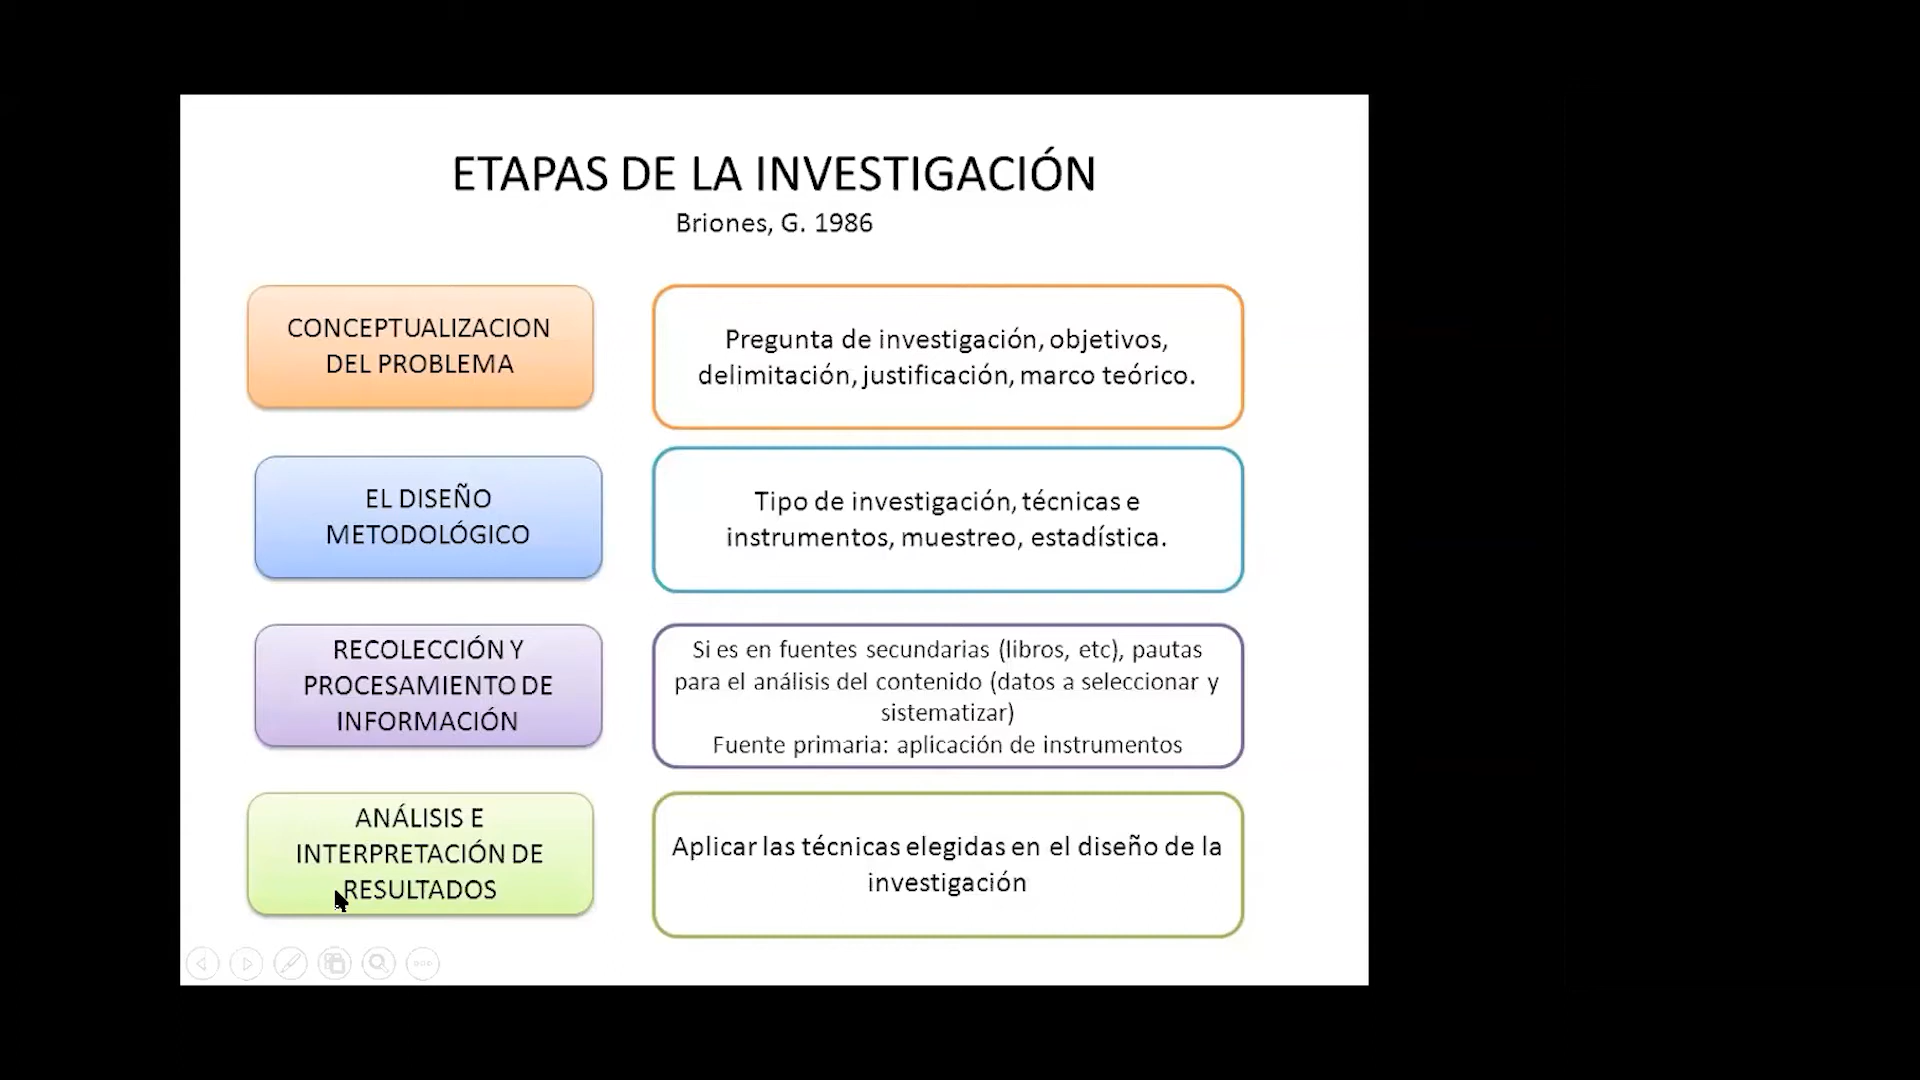 ETAPAS DE LA INVESTIGACIÓN
Briones, G. 1986
CONCEPTUALIZACION
DEL PROBLEMA
Pregunta de investigación, objetivos,
delimitación, justificación, marco teórico.
EL DISEÑO
METODOLÓGICO
Tipo de investigación, técnicas e
instrumentos, muestreo, estadística.
RECOLECCIÓN Y
PROCESAMIENTO DE
INFORMACIÓN
Si es en fuentes secundarias (libros, etc), pautas
para el análisis del contenido (datos a seleccionar y
sistematizar)
Fuente primaria: aplicación de instrumentos
ANÁLISIS E
INTERPRETACIÓN DE
RESULTADOS
Aplicar las técnicas elegidas en el diseño de la
investigación